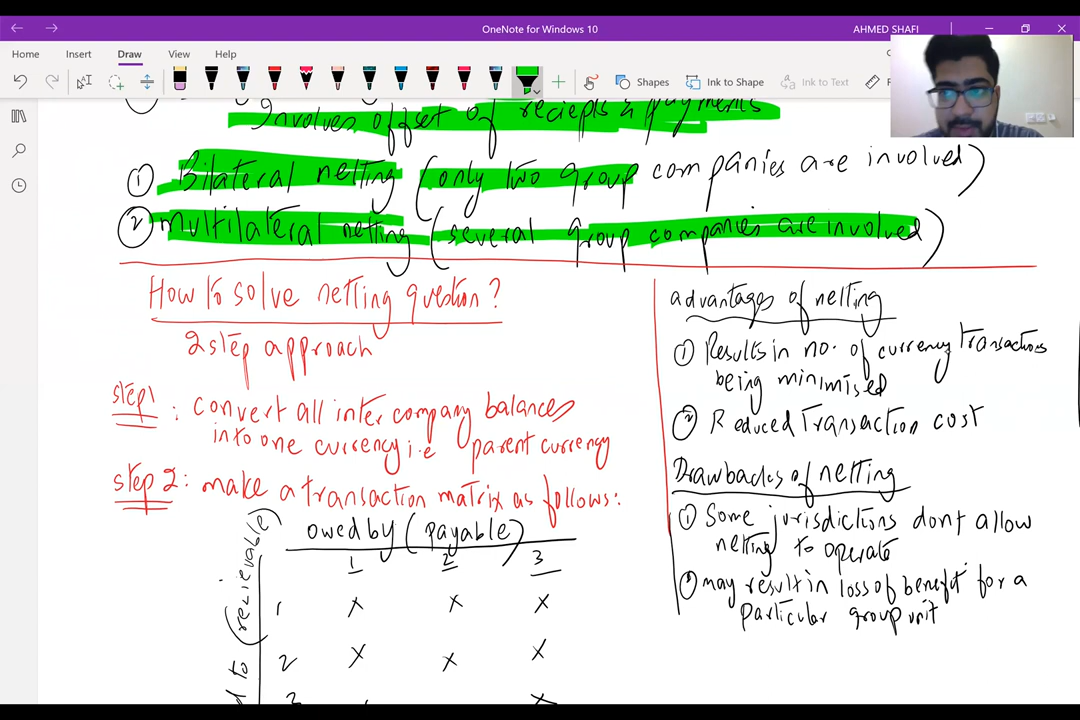 OneNote for Windows 10
AHMED SHAFI
Home Insert Draw View Help
Shapes Ink to Shape Ink to Text
Involves offset of reciepts & payments
① Bilateral netting (only two group companies are involved)
② multilateral netting (several group companies are involved)
How to solve netting question?
2 step approach
step1 : convert all inter company balances
into one currency i.e parent currency
step 2: make a transaction matrix as follows:
owed by (payable)
1 2 3
(recievable)
1 x x x
2 x x x
3 x
to
advantages of netting
① Results in no. of currency transactions
being minimised
② Reduced Transaction cost
Drawbacks of netting
① Some jurisdictions dont allow
netting to operate
② may result in loss of benefit for a
particular group unit